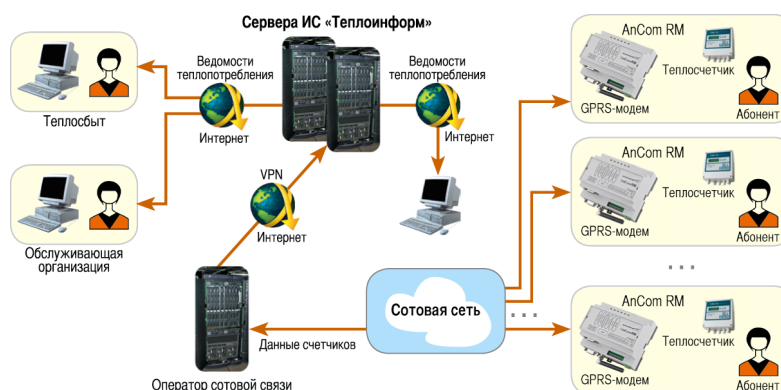 Сервера ИС «Теплоинформ»
Ведомости
теплопотребления
Интернет
Ведомости
теплопотребления
Интернет
Теплосбыт
Обслуживающая
организация
VPN
Интернет
Оператор сотовой связи
Данные счетчиков
Сотовая сеть
AnCom RM
Теплосчетчик
GPRS-модем
Абонент
AnCom RM
Теплосчетчик
GPRS-модем
Абонент
...
...
AnCom RM
Теплосчетчик
GPRS-модем
Абонент